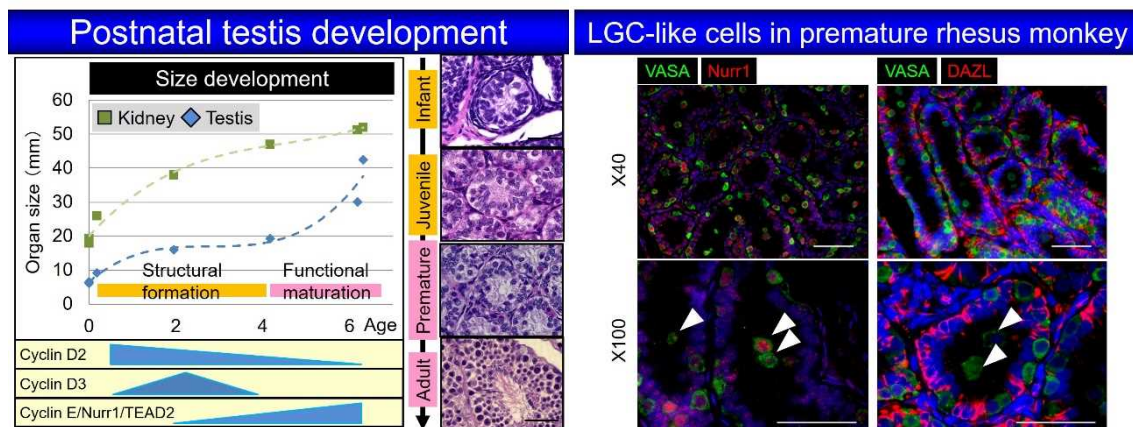 Postnatal testis development
Size development
60
50
40
30
20
10
0
Organ size (mm)
Kidney
Testis
Structural
formation
Functional
maturation
0
2
4
6
Age
Cyclin D2
Cyclin D3
Cyclin E/Nurr1/TEAD2
Infant
Juvenile
Premature
Adult
LGC-like cells in premature rhesus monkey
VASA Nurr1
VASA DAZL
X40
X100